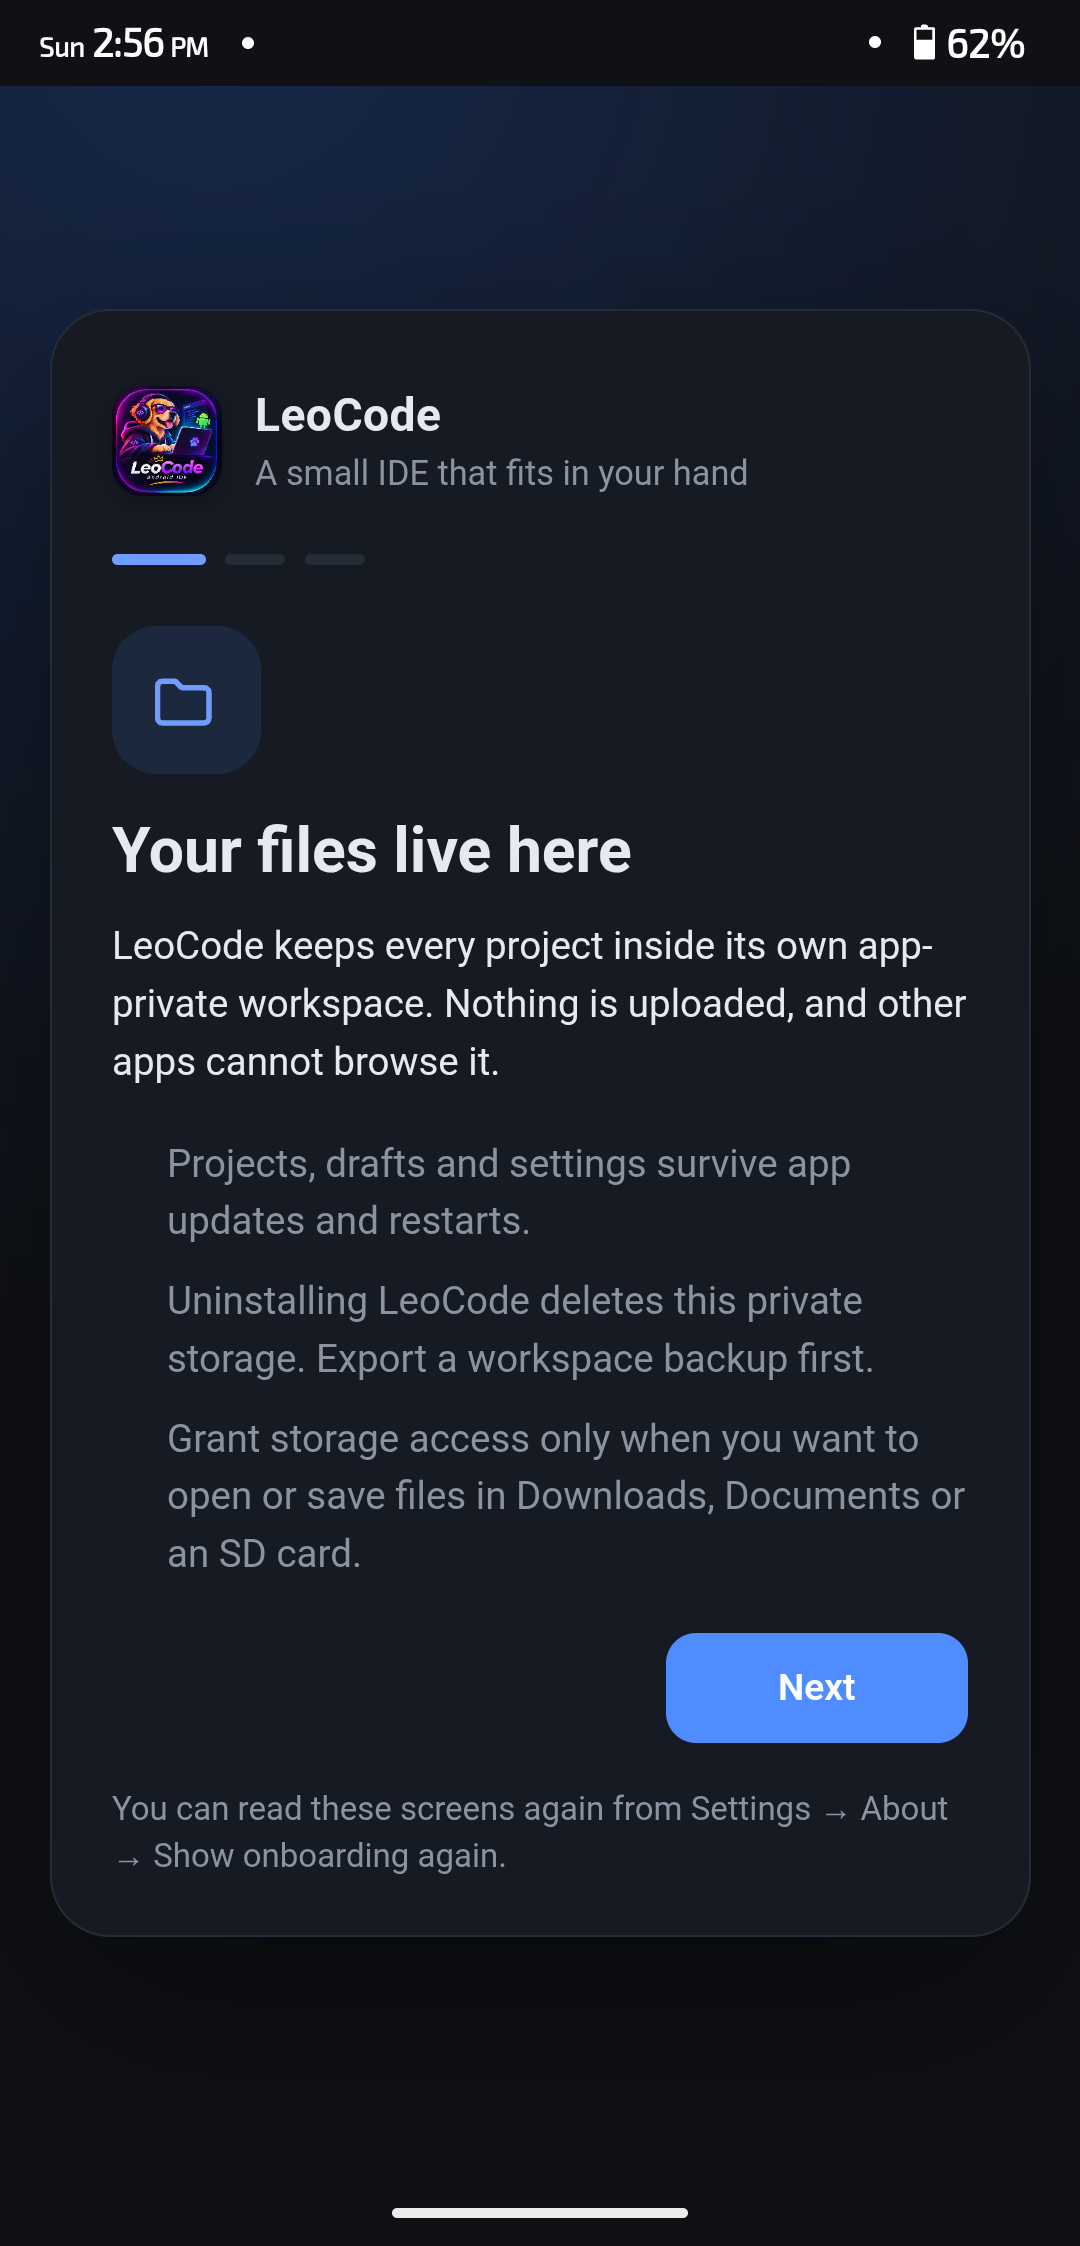 Sun 2:56 PM
62%
LeoCode
A small IDE that fits in your hand
LeoCode
android IDE
Your files live here
LeoCode keeps every project inside its own app-
private workspace. Nothing is uploaded, and other
apps cannot browse it.
Projects, drafts and settings survive app
updates and restarts.
Uninstalling LeoCode deletes this private
storage. Export a workspace backup first.
Grant storage access only when you want to
open or save files in Downloads, Documents or
an SD card.
Next
You can read these screens again from Settings → About
→ Show onboarding again.